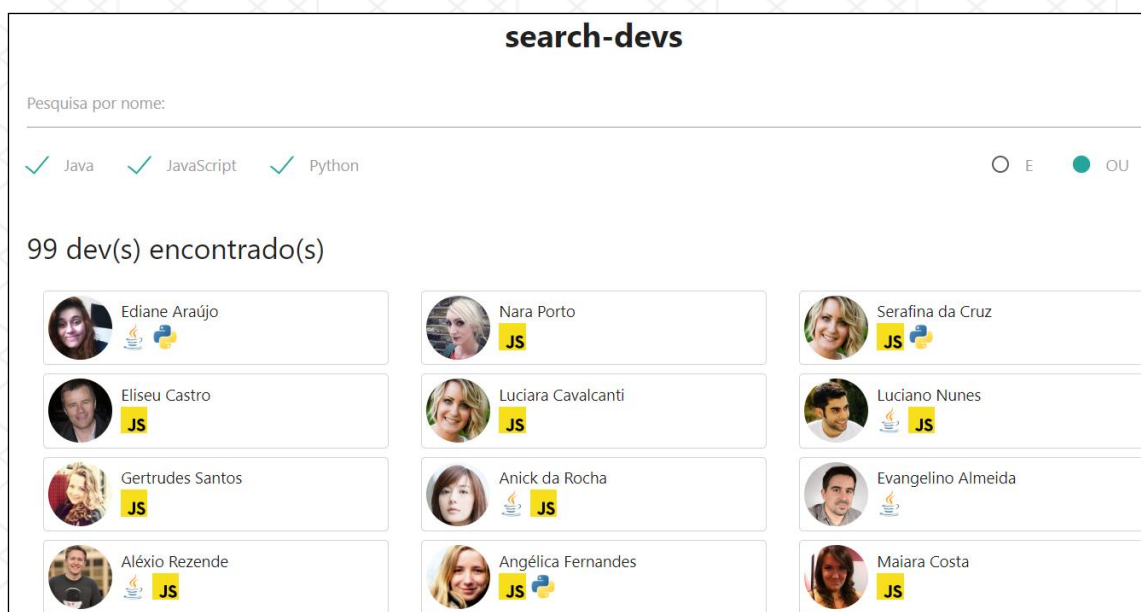 search-devs
Pesquisa por nome:
Java JavaScript Python E OU
99 dev(s) encontrado(s)
Ediane Araújo Nara Porto Serafina da Cruz
JS JS
Eliseu Castro Luciara Cavalcanti Luciano Nunes
JS JS JS
Gertrudes Santos Anick da Rocha Evangelino Almeida
JS JS
Aléxio Rezende Angélica Fernandes Maiara Costa
JS JS JS